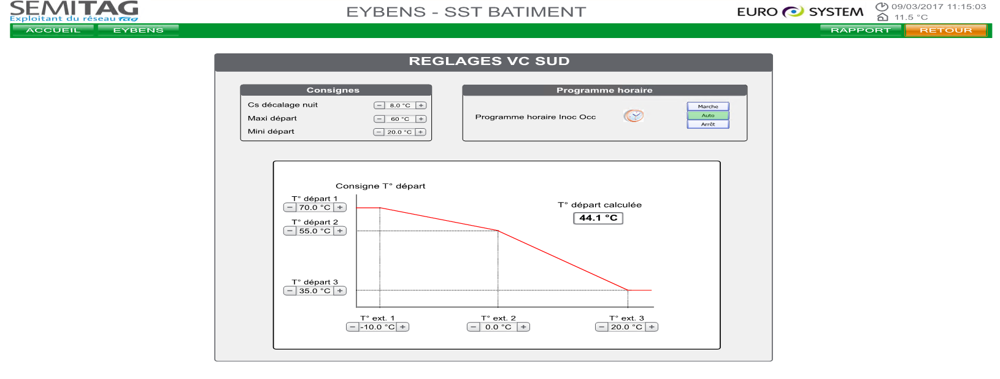 SEMITAG
Exploitant du réseau tag
EYBENS - SST BATIMENT
EURO SYSTEM
09/03/2017 11:15:03
11.5 °C
ACCUEIL
EYBENS
RAPPORT
RETOUR
REGLAGES VC SUD
Consignes
Cs décalage nuit
− 8.0 °C +
Maxi départ
− 60 °C +
Mini départ
− 20.0 °C +
Programme horaire
Programme horaire Inoc Occ
Marche
Auto
Arrêt
Consigne T° départ
T° départ 1
− 70.0 °C +
T° départ 2
− 55.0 °C +
T° départ 3
− 35.0 °C +
T° départ calculée
44.1 °C
T° ext. 1
− -10.0 °C +
T° ext. 2
− 0.0 °C +
T° ext. 3
− 20.0 °C +